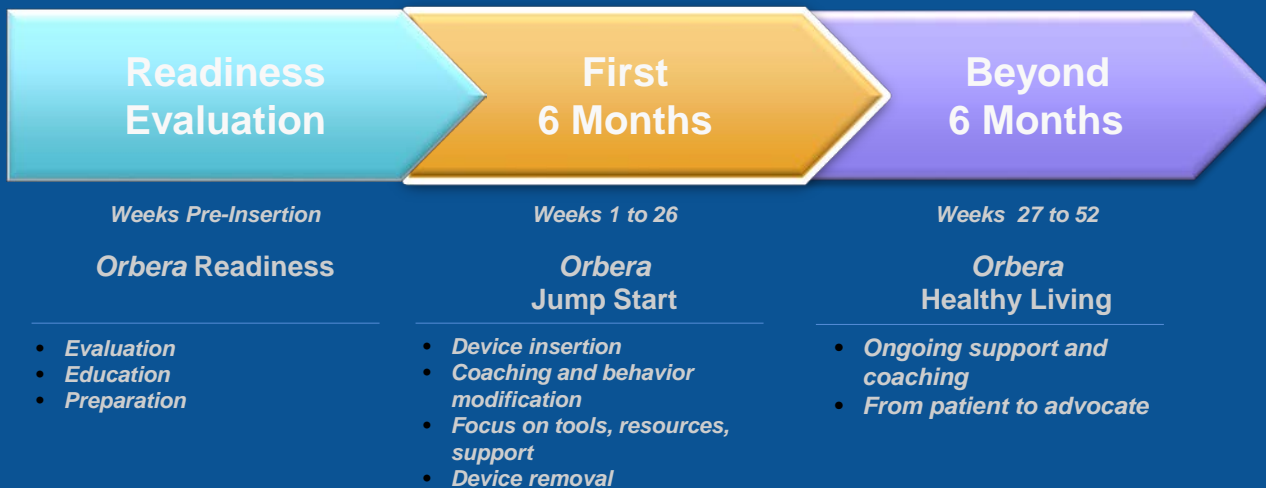 Readiness
Evaluation
First
6 Months
Beyond
6 Months
Weeks Pre-Insertion
Weeks 1 to 26
Weeks 27 to 52
Orbera Readiness
Orbera
Jump Start
Orbera
Healthy Living
• Evaluation
• Education
• Preparation
• Device insertion
• Coaching and behavior
modification
• Focus on tools, resources,
support
• Device removal
• Ongoing support and
coaching
• From patient to advocate